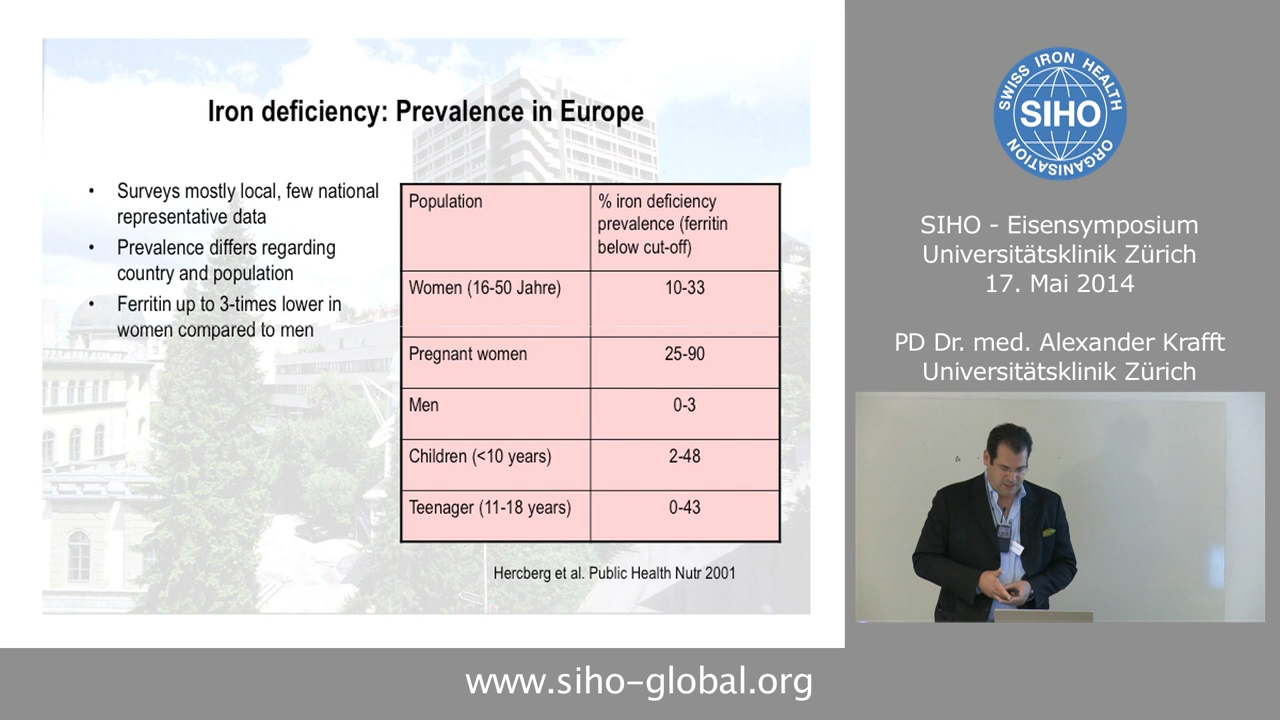 Iron deficiency: Prevalence in Europe
• Surveys mostly local, few national
representative data
• Prevalence differs regarding
country and population
• Ferritin up to 3-times lower in
women compared to men
Population
% iron deficiency
prevalence (ferritin
below cut-off)
Women (16-50 Jahre)
10-33
Pregnant women
25-90
Men
0-3
Children (<10 years)
2-48
Teenager (11-18 years)
0-43
Hercberg et al. Public Health Nutr 2001
SWISS IRON HEALTH
SIHO
ORGANISATION
SIHO - Eisensymposium
Universitätsklinik Zürich
17. Mai 2014
PD Dr. med. Alexander Krafft
Universitätsklinik Zürich
www.siho-global.org